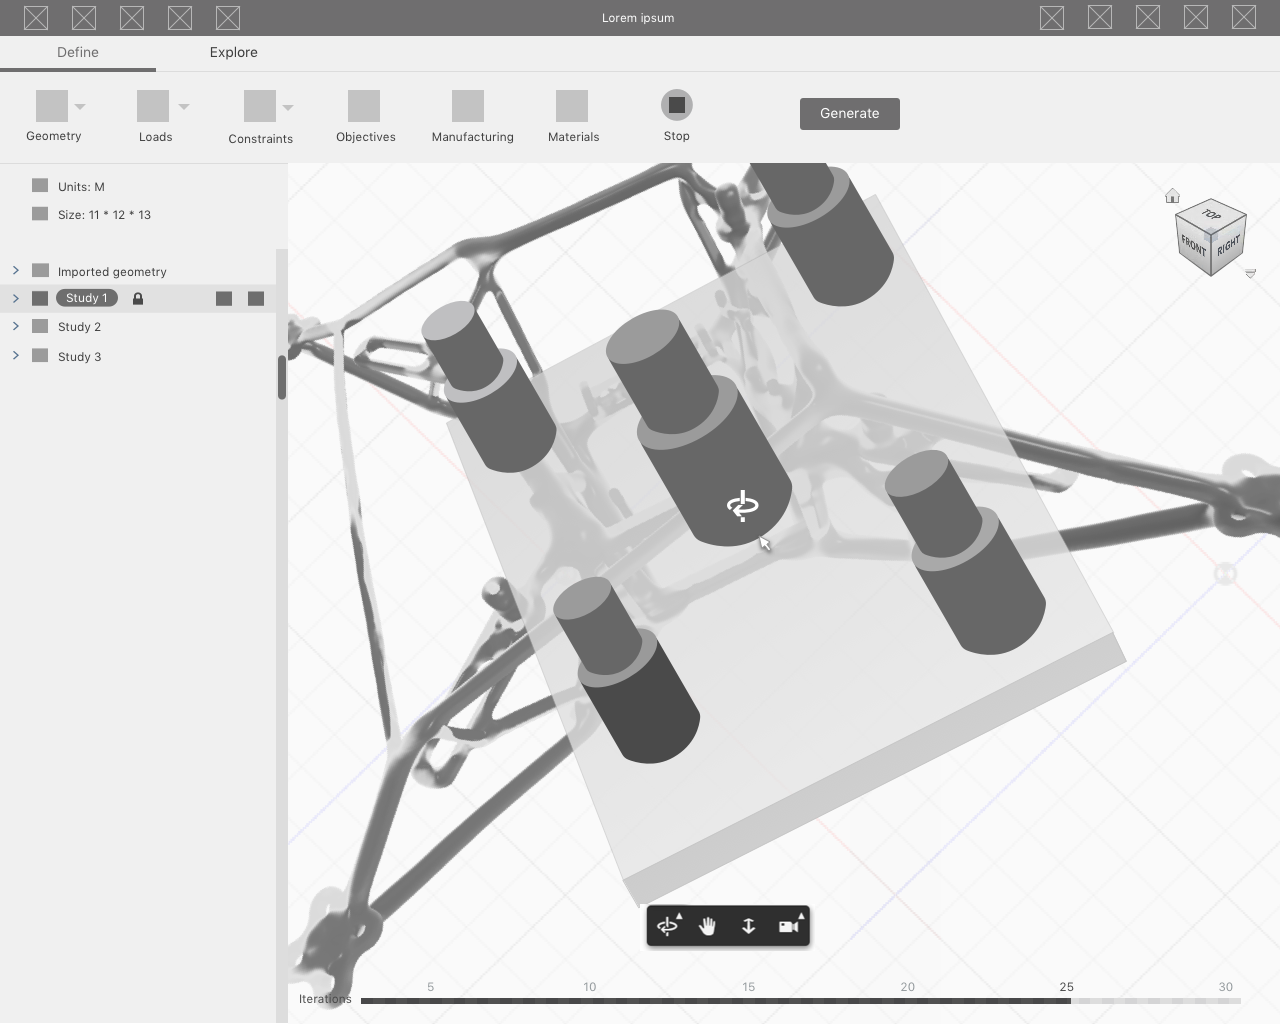 Lorem ipsum
Define
Explore
Geometry
Loads
Constraints
Objectives
Manufacturing
Materials
Stop
Generate
Units: M
Size: 11 * 12 * 13
Imported geometry
Study 1
Study 2
Study 3
TOP
FRONT
RIGHT
5
10
15
20
25
30
Iterations